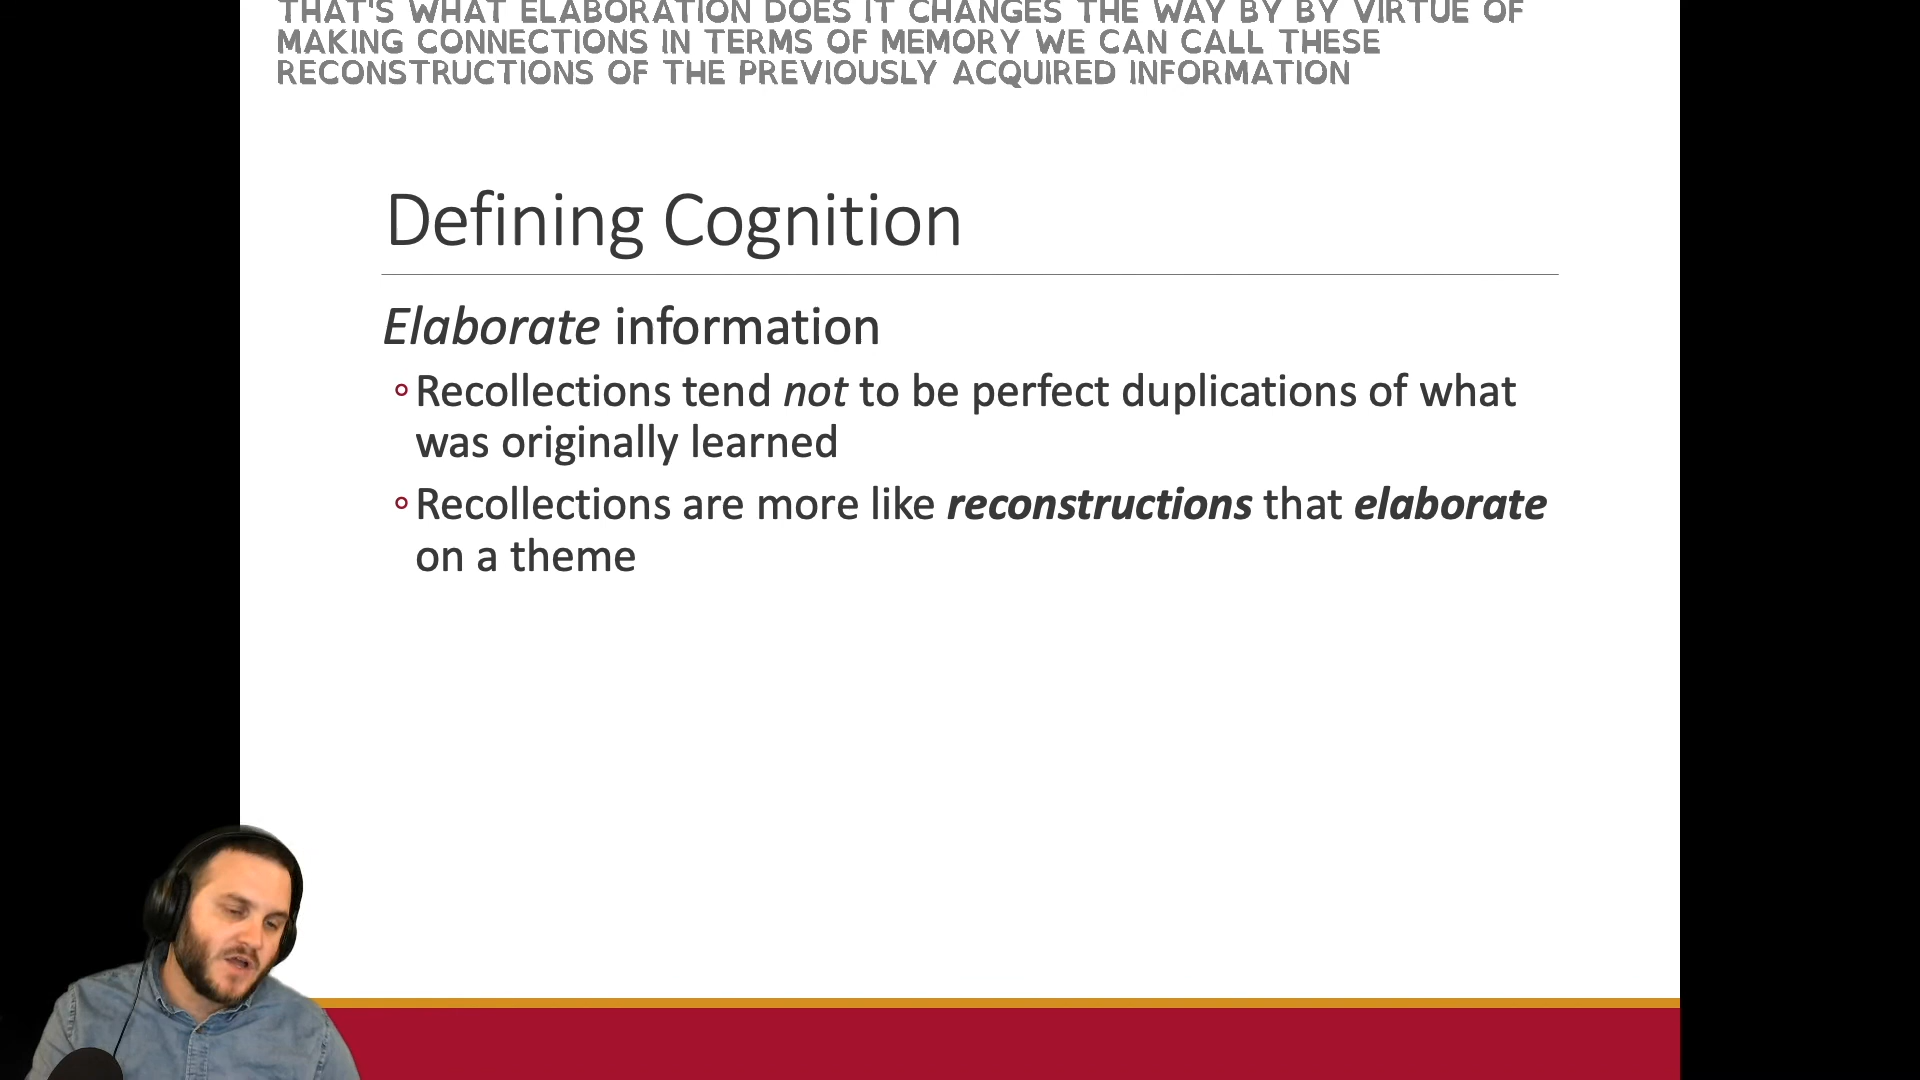 THAT'S WHAT ELABORATION DOES IT CHANGES THE WAY BY BY VIRTUE OF
MAKING CONNECTIONS IN TERMS OF MEMORY WE CAN CALL THESE
RECONSTRUCTIONS OF THE PREVIOUSLY ACQUIRED INFORMATION
Defining Cognition
Elaborate information
◦Recollections tend not to be perfect duplications of what
was originally learned
◦Recollections are more like reconstructions that elaborate
on a theme